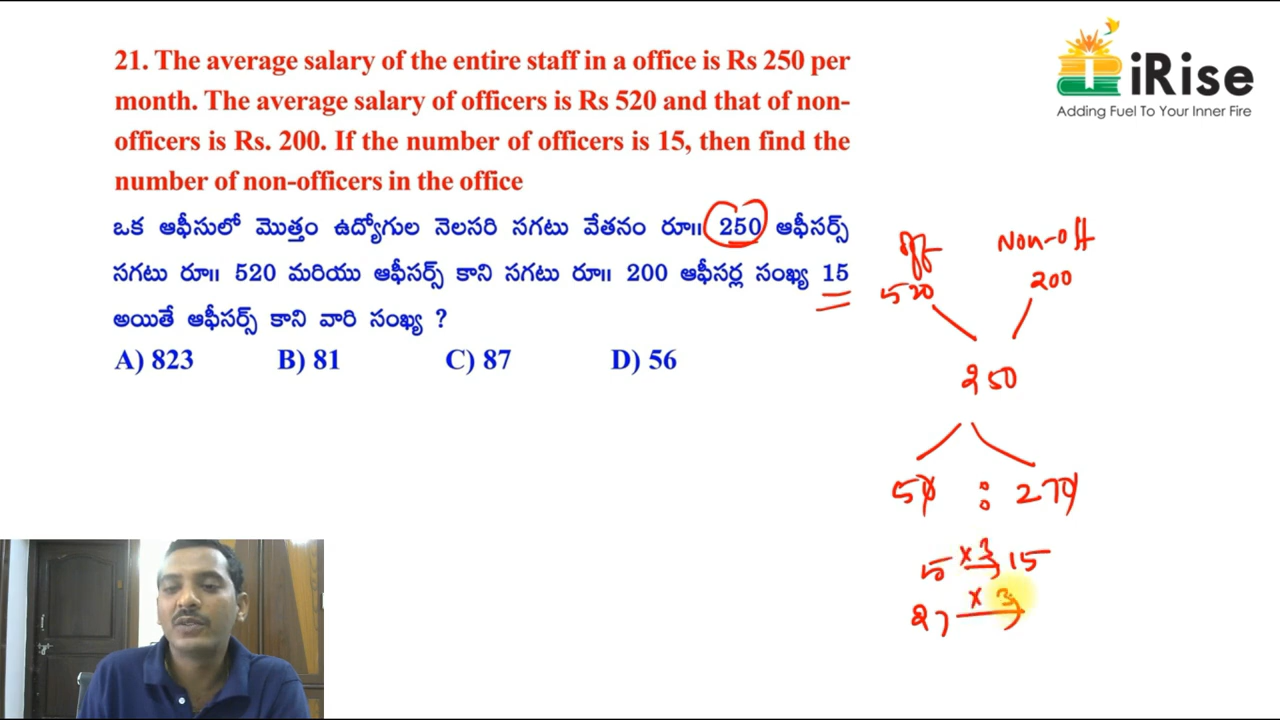 21. The average salary of the entire staff in a office is Rs 250 per
month. The average salary of officers is Rs 520 and that of non-
officers is Rs. 200. If the number of officers is 15, then find the
number of non-officers in the office
ఒక ఆఫీసులో మొత్తం ఉద్యోగుల నెలసరి సగటు వేతనం రూ॥ 250 ఆఫీసర్స్
సగటు రూ॥ 520 మరియు ఆఫీసర్స్ కాని సగటు రూ॥ 200 ఆఫీసర్ల సంఖ్య 15
అయితే ఆఫీసర్స్ కాని వారి సంఖ్య ?
A) 823 B) 81 C) 87 D) 56
iRise
Adding Fuel To Your Inner Fire
off Non-off
520 200
250
50 : 270
5 x3 15
27 x 3